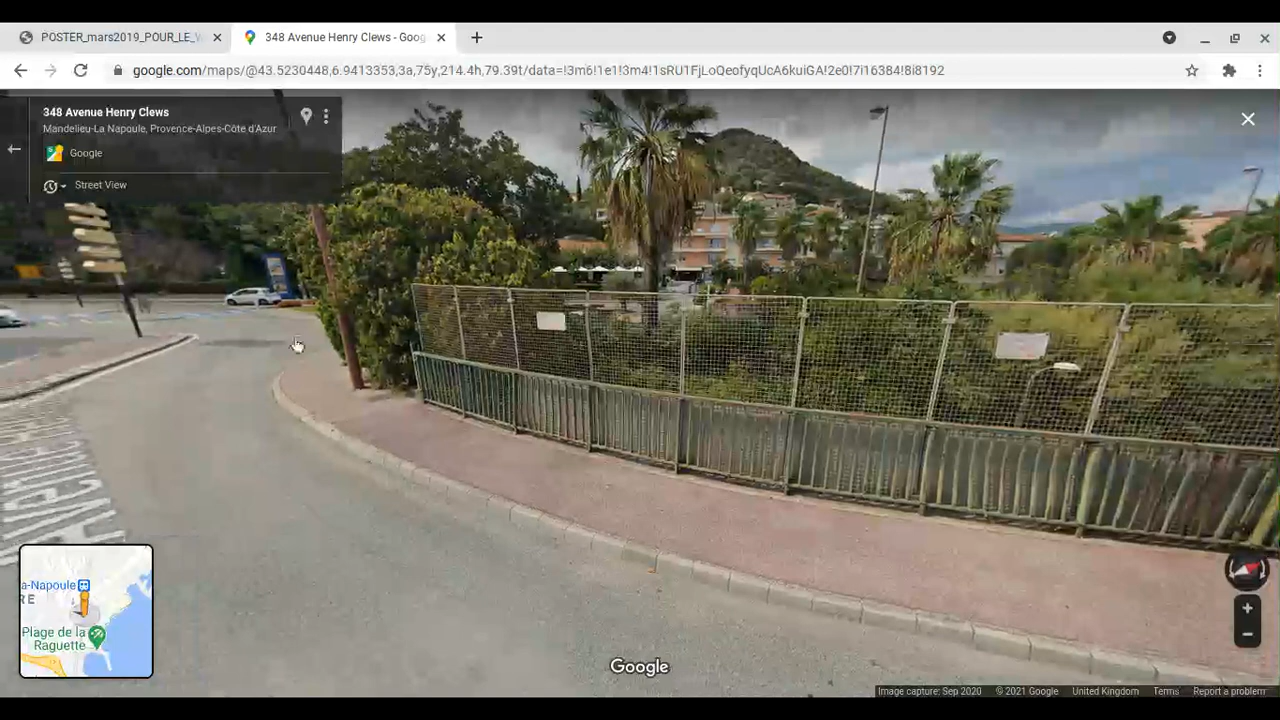 POSTER_mars2019_POUR_LE_
348 Avenue Henry Clews - Goog
google.com/maps/@43.5230448,6.9413353,3a,75y,214.4h,79.39t/data=!3m6!1e1!3m4!1sRU1FjLoQeofyqUcA6kuiGA!2e0!7i16384!8i8192
348 Avenue Henry Clews
Mandelieu-La Napoule, Provence-Alpes-Côte d'Azur
Google
Street View
a-Napoule
RE
Plage de la
Raguette
Google
Image capture: Sep 2020 © 2021 Google United Kingdom Terms Report a problem